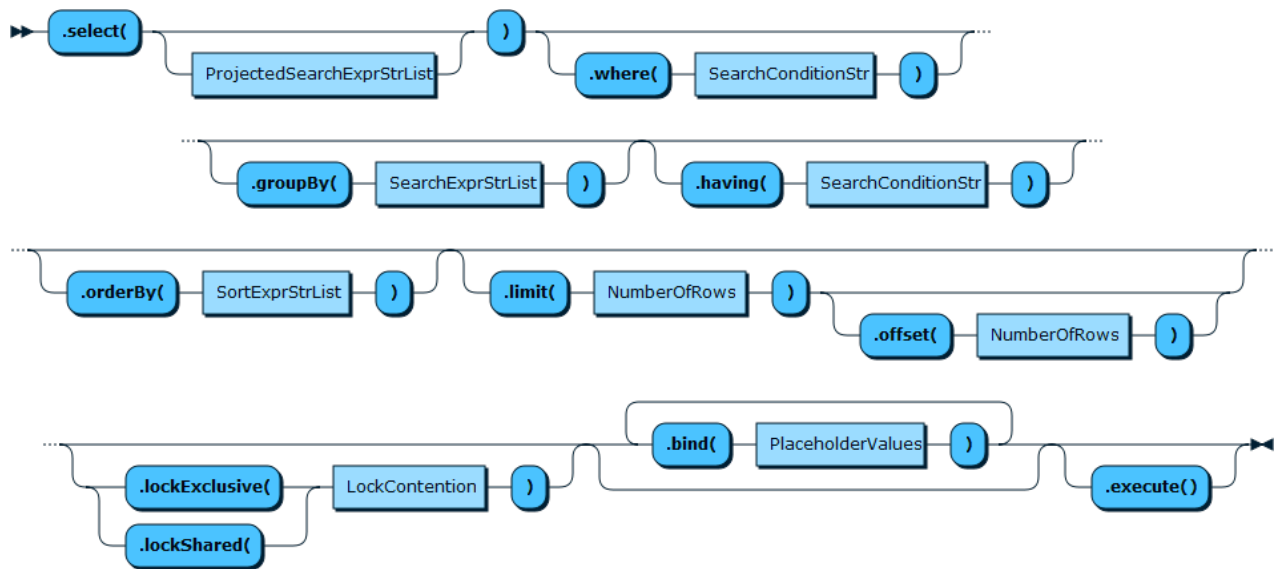 .select( ProjectedSearchExprStrList ) .where( SearchConditionStr )
.groupBy( SearchExprStrList ) .having( SearchConditionStr )
.orderBy( SortExprStrList ) .limit( NumberOfRows )
.offset( NumberOfRows )
.bind( PlaceholderValues )
.lockExclusive( LockContention ) .execute()
.lockShared(